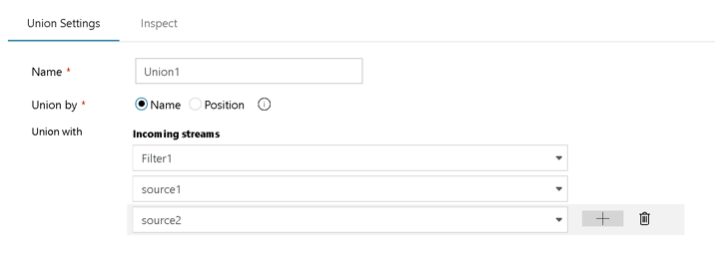 Union Settings Inspect
Name * Union1
Union by * Name Position
Union with Incoming streams
Filter1
source1
source2